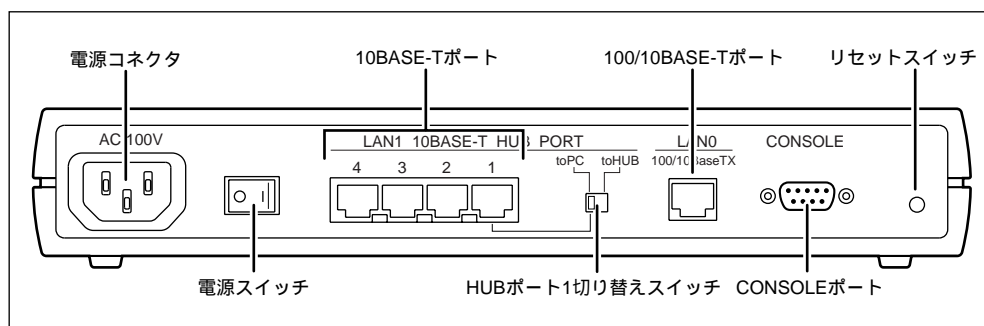 電源コネクタ
10BASE-Tポート
100/10BASE-Tポート
リセットスイッチ
AC 100V
LAN1 10BASE-T HUB PORT
LAN0
CONSOLE
toPC
toHUB
100/10BaseTX
4
3
2
1
電源スイッチ
HUBポート1切り替えスイッチ
CONSOLEポート